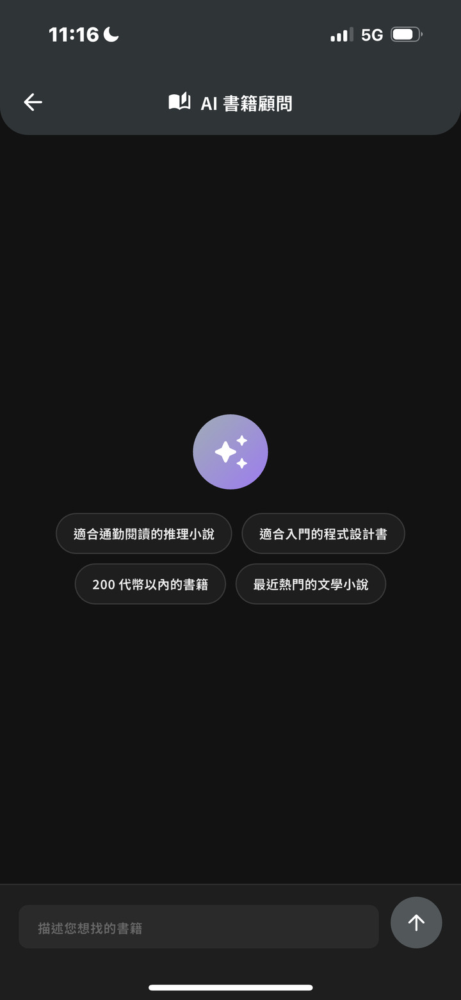 11:16
5G
AI 書籍顧問
適合通勤閱讀的推理小說
適合入門的程式設計書
200 代幣以內的書籍
最近熱門的文學小說
描述您想找的書籍